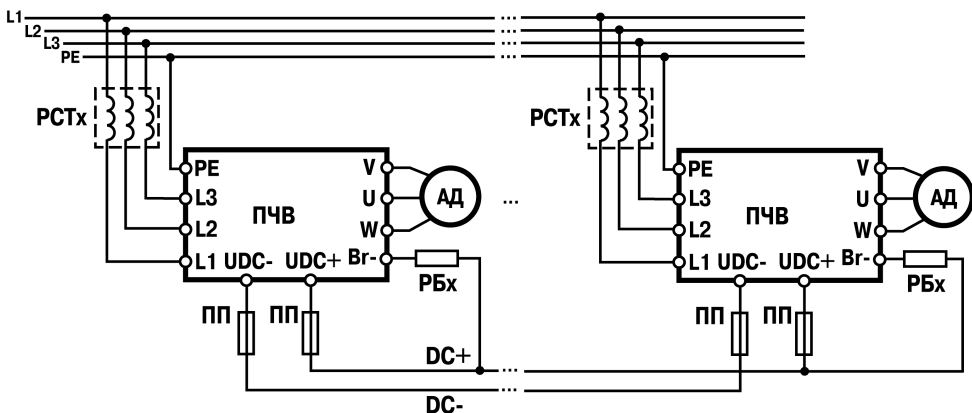 L1
L2
L3
PE
...
...
РСТх
РСТх
PE
V
L3
ПЧВ
U
АД
...
L2
W
L1 UDC- UDC+ Br-
РБх
PE
V
L3
ПЧВ
U
АД
L2
W
L1 UDC- UDC+ Br-
РБх
ПП
ПП
ПП
ПП
DC+
...
DC-
...